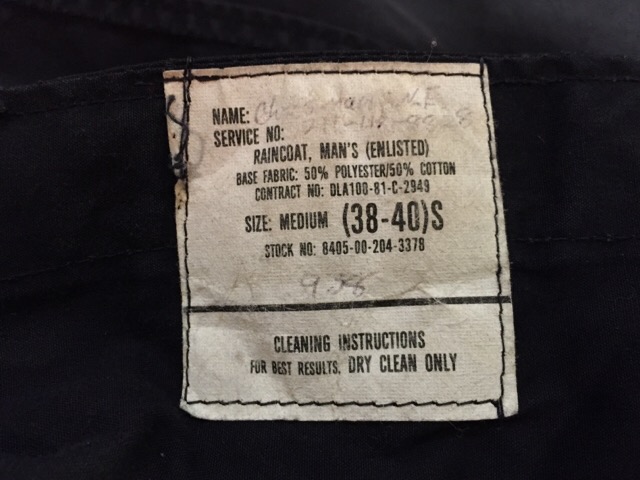 NAME:
SERVICE NO:
RAINCOAT, MAN'S (ENLISTED)
BASE FABRIC: 50% POLYESTER/50% COTTON
CONTRACT NO: DLA100-81-C-2949
SIZE: MEDIUM (38-40)S
STOCK NO: 8405-00-204-3378
CLEANING INSTRUCTIONS
FOR BEST RESULTS, DRY CLEAN ONLY